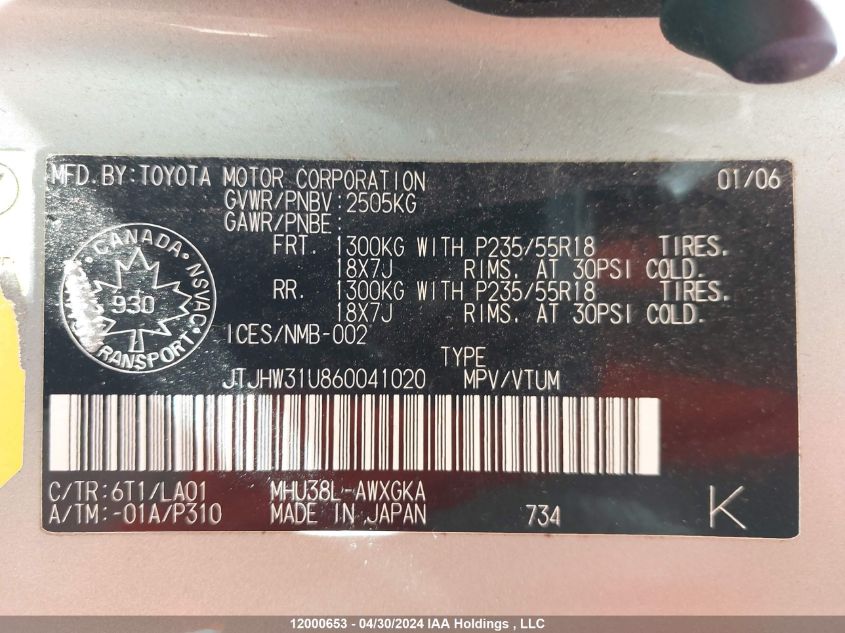 MFD. BY: TOYOTA MOTOR CORPORATION 01/06
GVWR/PNBV: 2505KG
GAWR/PNBE:
FRT. 1300KG WITH P235/55R18 TIRES.
18X7J RIMS. AT 30PSI COLD.
RR. 1300KG WITH P235/55R18 TIRES.
18X7J RIMS. AT 30PSI COLD.
CANADA
NSVAC
930
TRANSPORT
ICES/NMB-002
TYPE
JTJHW31U860041020 MPV/VTUM
C/TR: 6T1/LA01 MHU38L-AWXGKA
A/TM: -01A/P310 MADE IN JAPAN 734 K
12000653 - 04/30/2024 IAA Holdings , LLC